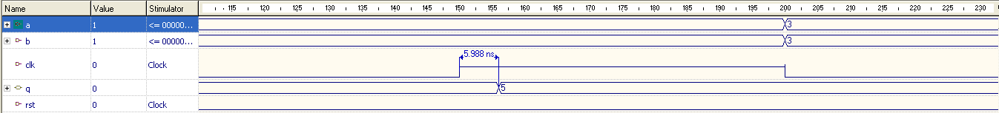 Name Value Stimulator 115 120 125 130 135 140 145 150 155 160 165 170 175 180 185 190 195 200 205 210 215 220 225 230
a 1 <= 00000... 3
b 1 <= 00000... 3
5.988 ns
clk 0 Clock
q 0 5
rst 0 Clock